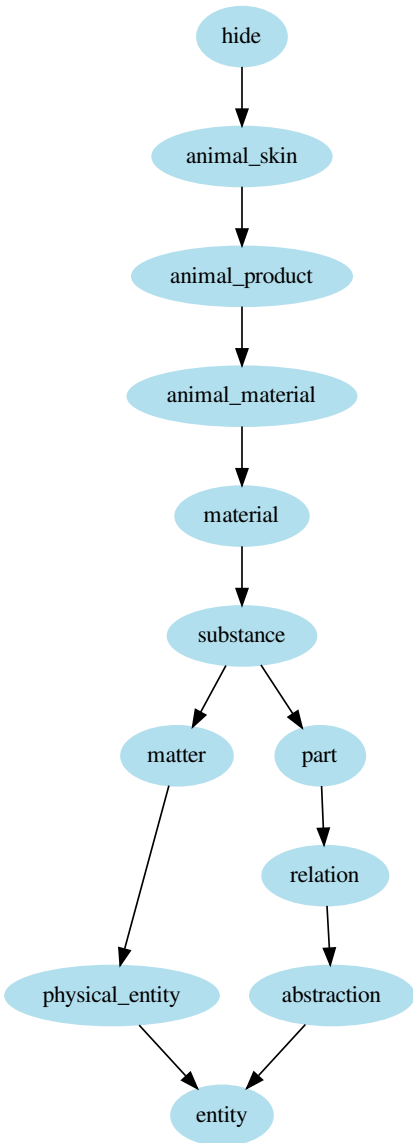 hide
animal_skin
animal_product
animal_material
material
substance
matter
part
relation
physical_entity
abstraction
entity